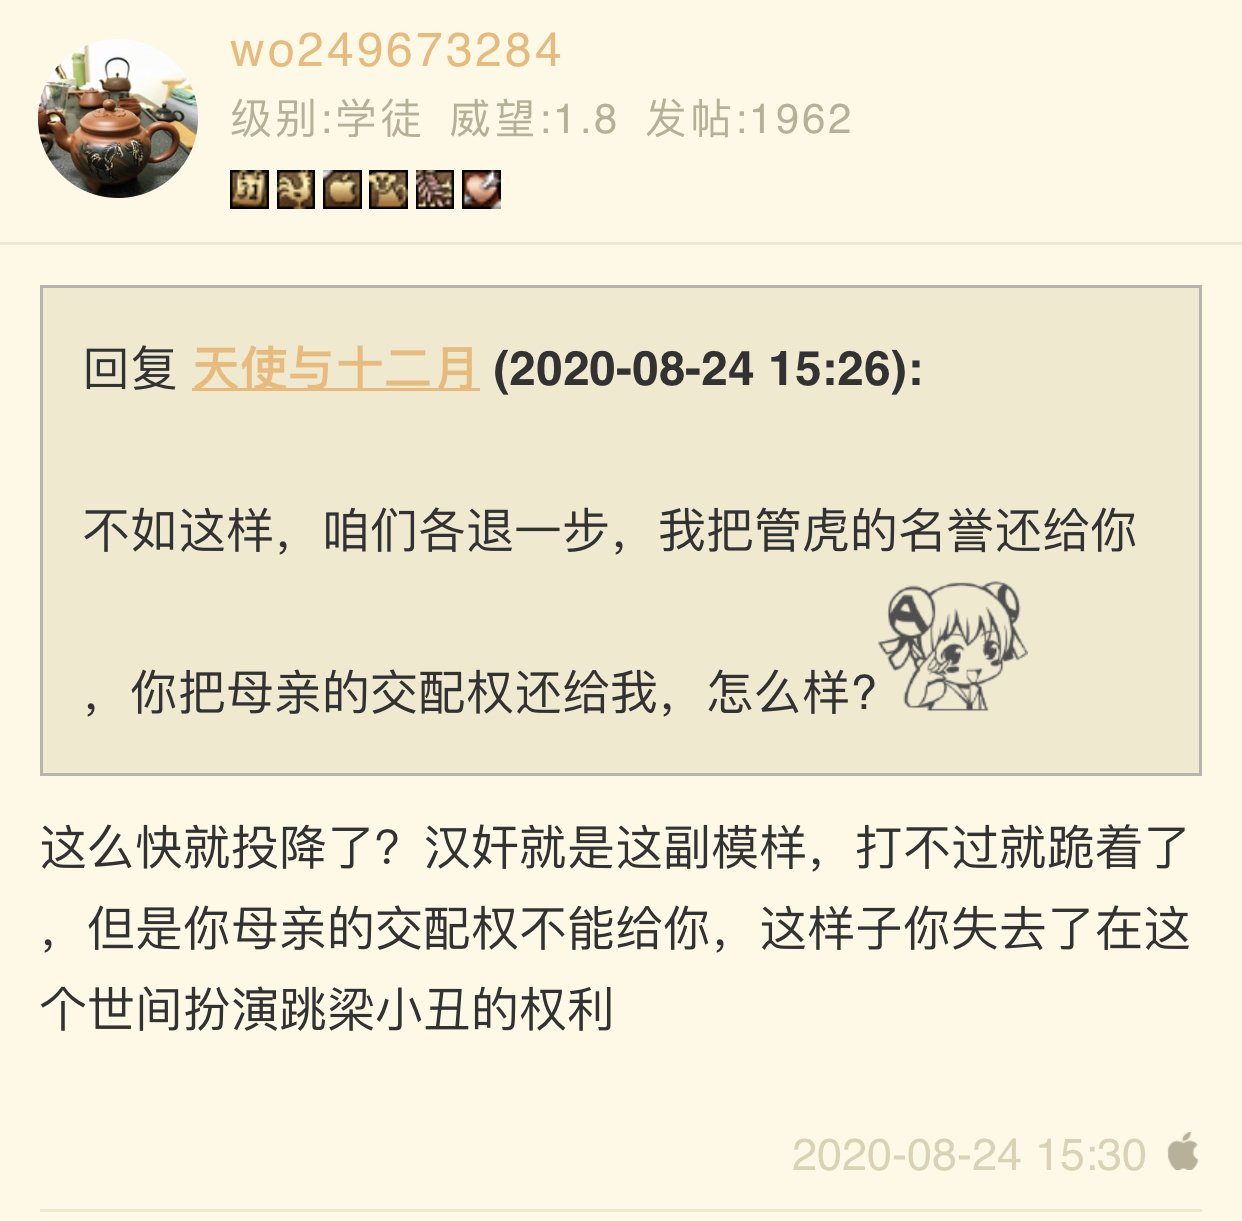 wo249673284
级别:学徒 威望:1.8 发帖:1962
回复 天使与十二月 (2020-08-24 15:26):
不如这样，咱们各退一步，我把管虎的名誉还给你
，你把母亲的交配权还给我，怎么样?
这么快就投降了？汉奸就是这副模样，打不过就跪着了
，但是你母亲的交配权不能给你，这样子你失去了在这
个世间扮演跳梁小丑的权利
2020-08-24 15:30